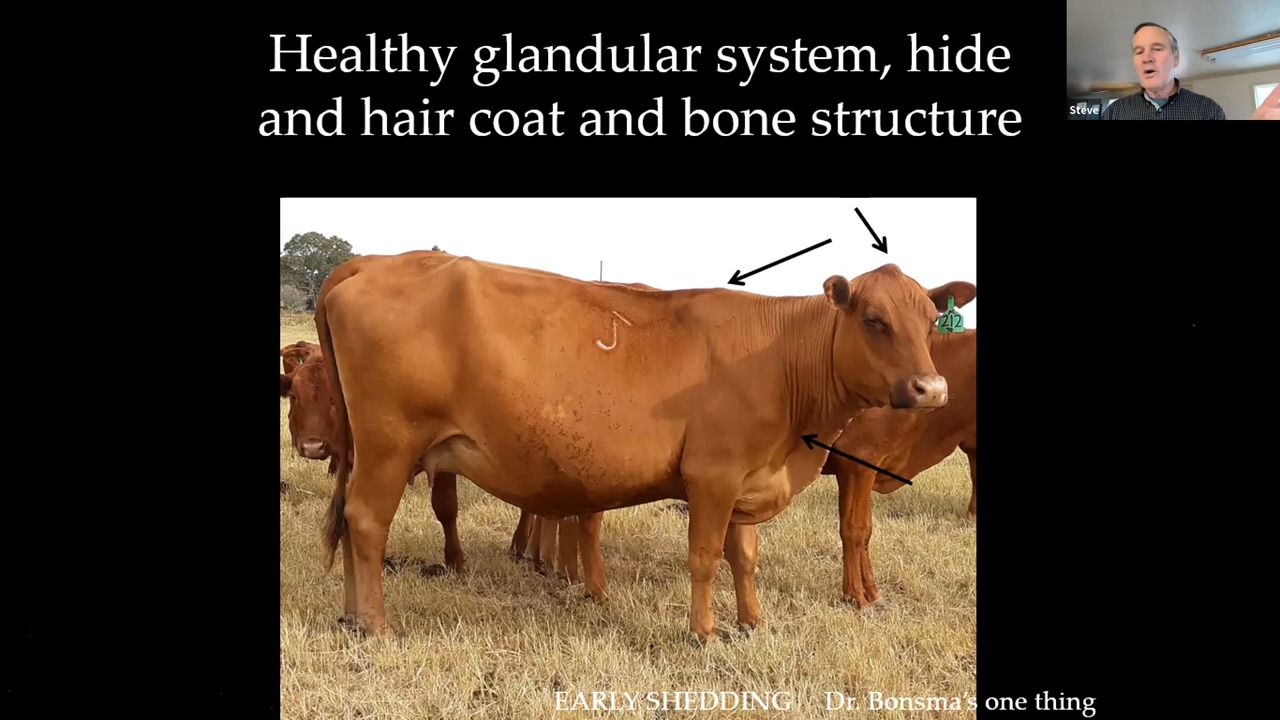 Healthy glandular system, hide
and hair coat and bone structure
Steve
J
212
EARLY SHEDDING Dr. Bonsma's one thing